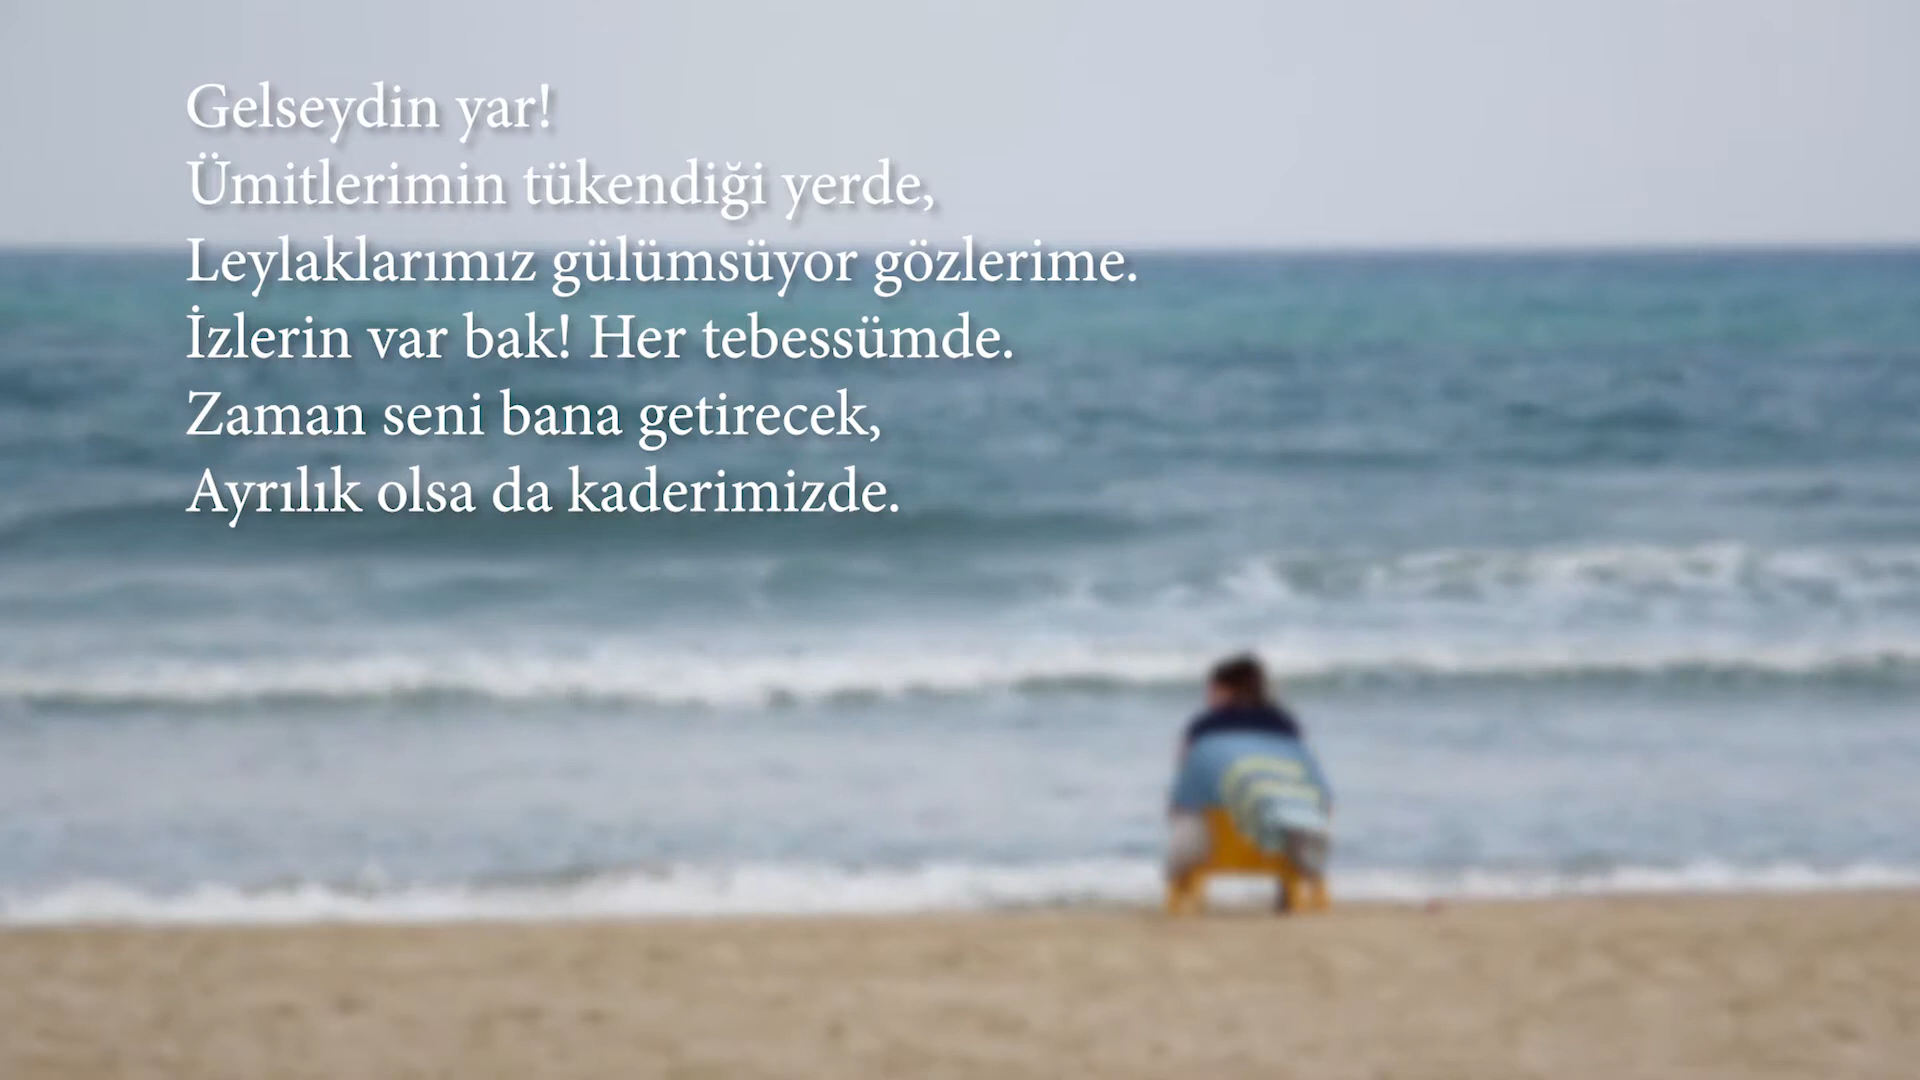 Gelseydin yar!
Ümitlerimin tükendiği yerde,
Leylaklarımız gülümsüyor gözlerime.
İzlerin var bak! Her tebessümde.
Zaman seni bana getirecek,
Ayrılık olsa da kaderimizde.